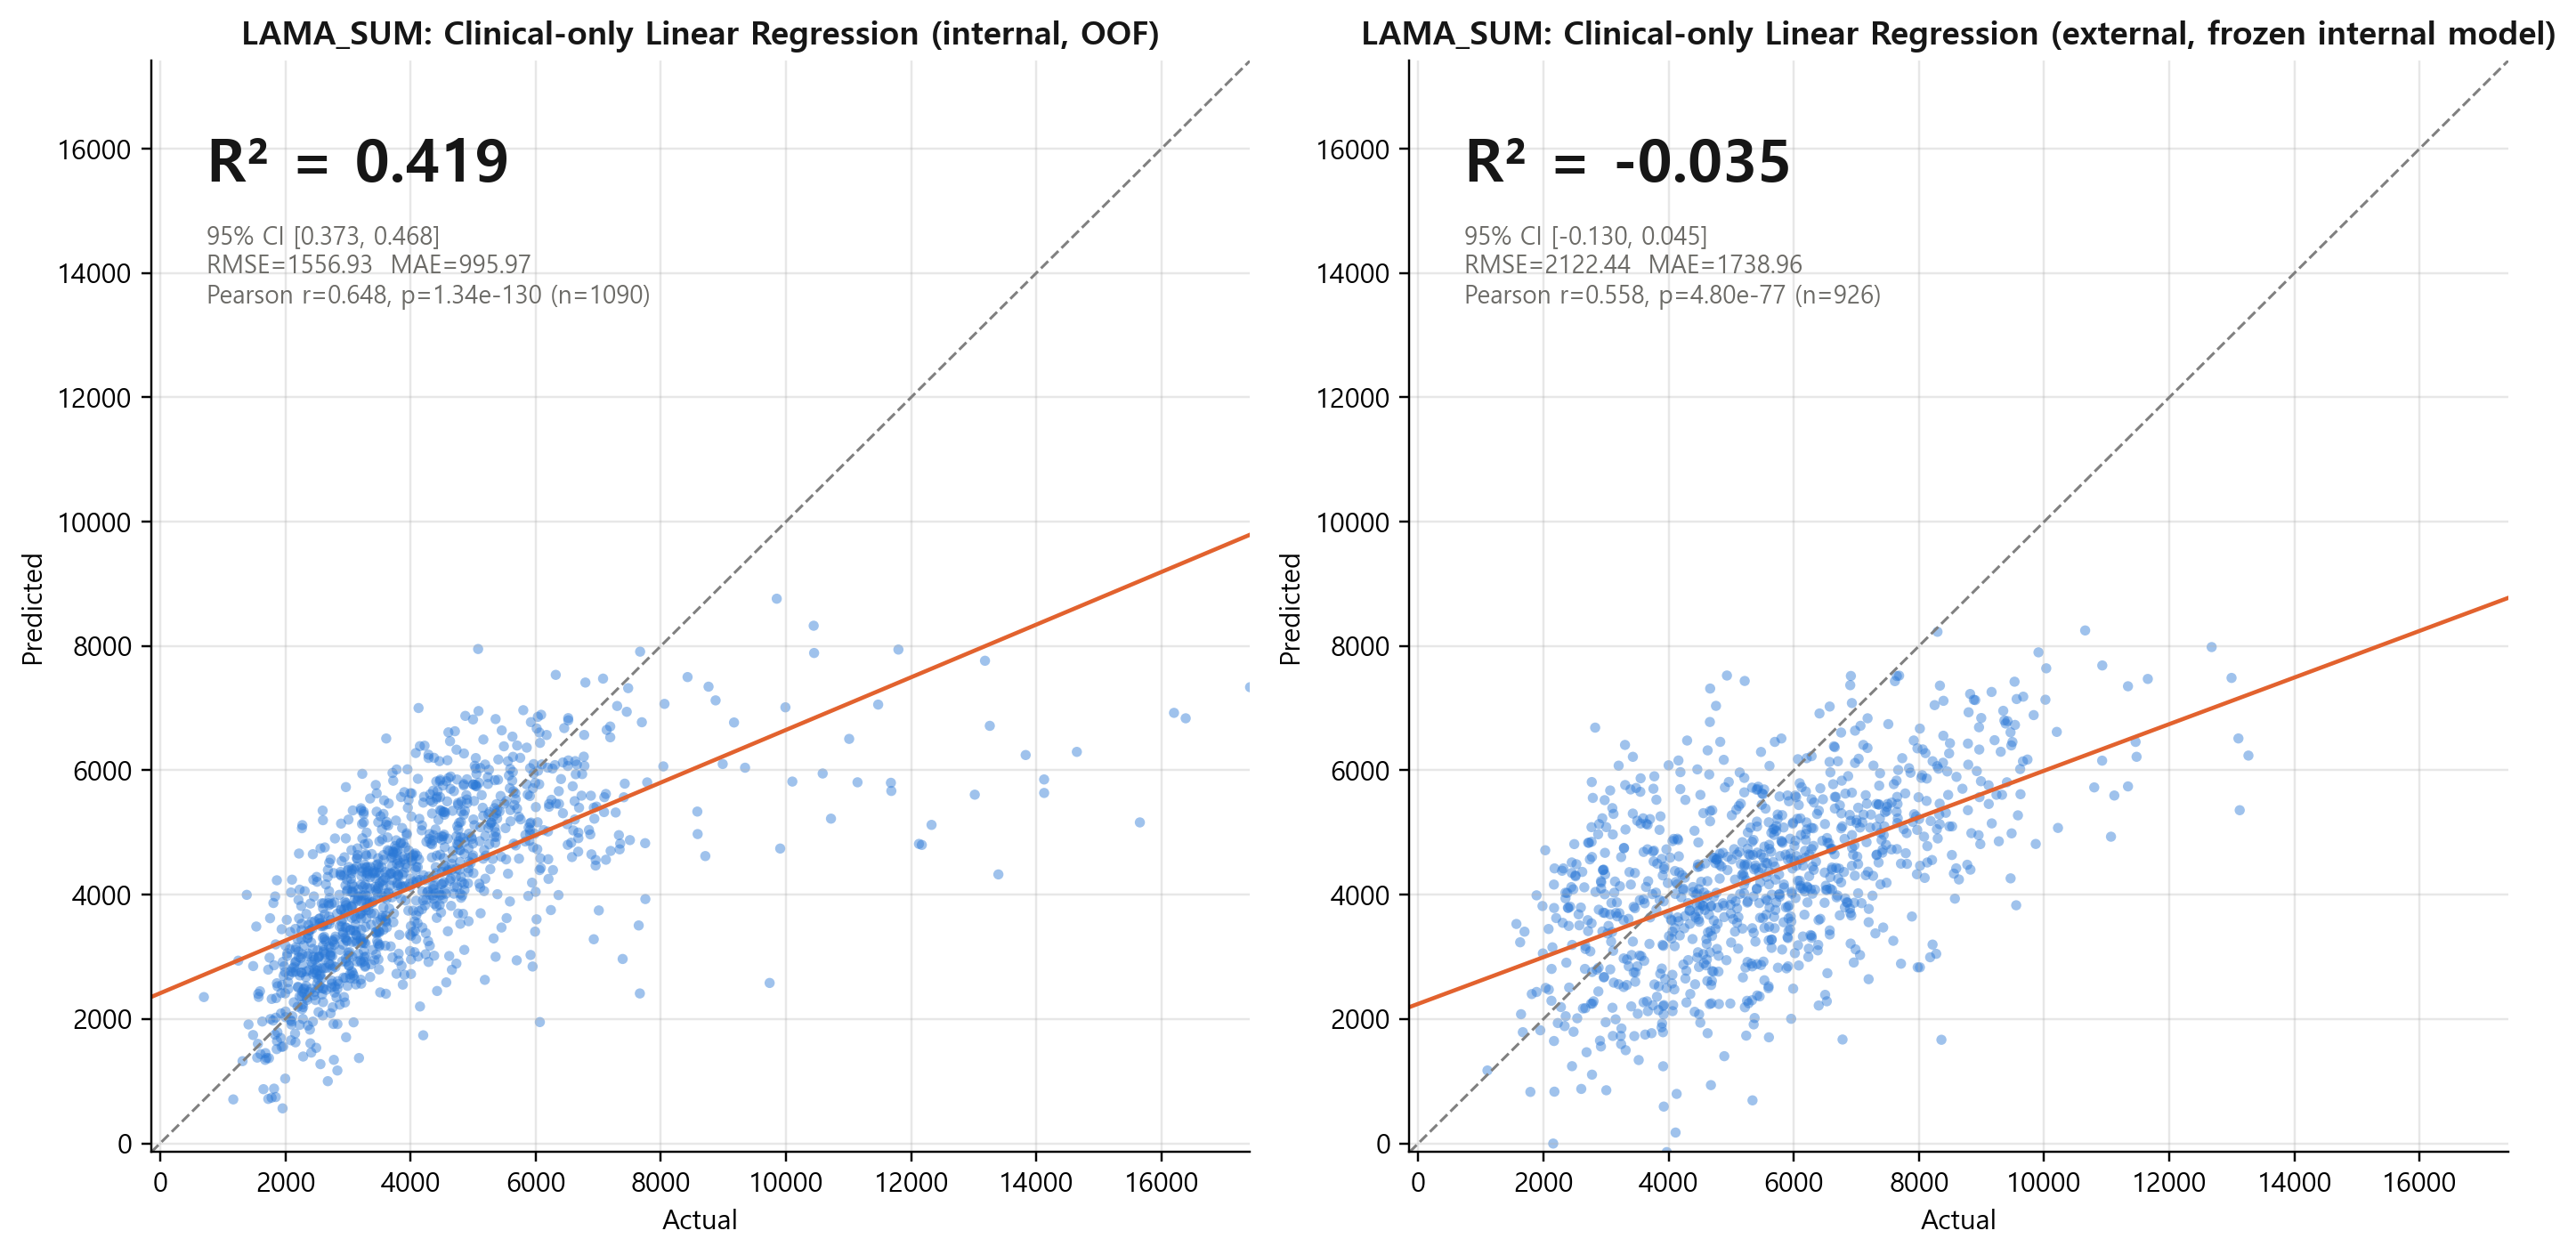 LAMA_SUM: Clinical-only Linear Regression (internal, OOF)
R² = 0.419
95% CI [0.373, 0.468]
RMSE=1556.93 MAE=995.97
Pearson r=0.648, p=1.34e-130 (n=1090)
16000
14000
12000
10000
8000
6000
4000
2000
0
Predicted
0 2000 4000 6000 8000 10000 12000 14000 16000
Actual
LAMA_SUM: Clinical-only Linear Regression (external, frozen internal model)
R² = -0.035
95% CI [-0.130, 0.045]
RMSE=2122.44 MAE=1738.96
Pearson r=0.558, p=4.80e-77 (n=926)
16000
14000
12000
10000
8000
6000
4000
2000
0
Predicted
0 2000 4000 6000 8000 10000 12000 14000 16000
Actual